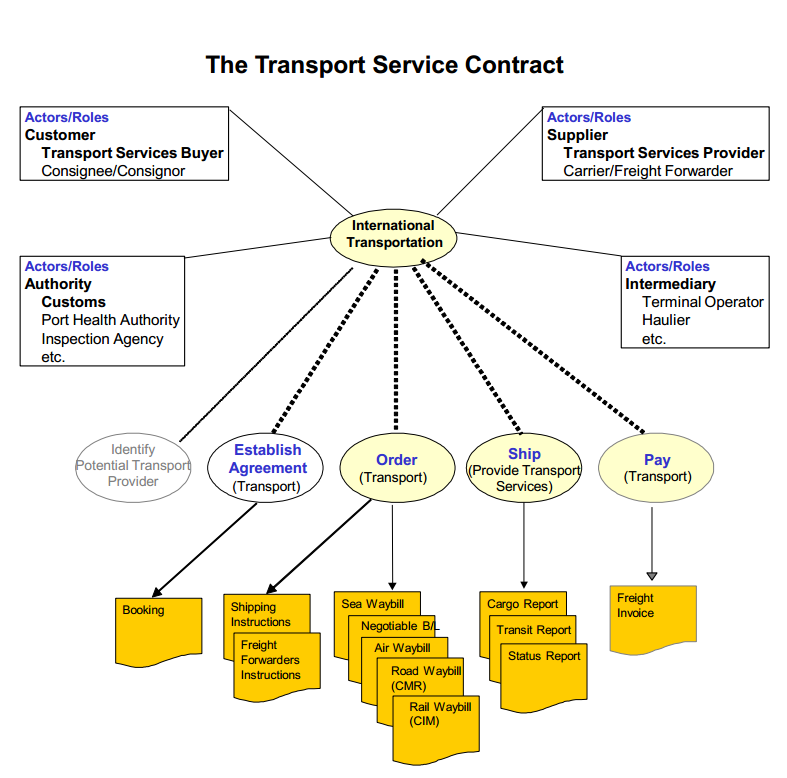 The Transport Service Contract
Actors/Roles
Customer
Transport Services Buyer
Consignee/Consignor
Actors/Roles
Supplier
Transport Services Provider
Carrier/Freight Forwarder
International
Transportation
Actors/Roles
Authority
Customs
Port Health Authority
Inspection Agency
etc.
Actors/Roles
Intermediary
Terminal Operator
Haulier
etc.
Identify
Potential Transport
Provider
Establish
Agreement
(Transport)
Order
(Transport)
Ship
(Provide Transport
Services)
Pay
(Transport)
Booking
Shipping
Instructions
Freight
Forwarders
Instructions
Sea Waybill
Negotiable B/L
Air Waybill
Road Waybill
(CMR)
Rail Waybill
(CIM)
Cargo Report
Transit Report
Status Report
Freight
Invoice